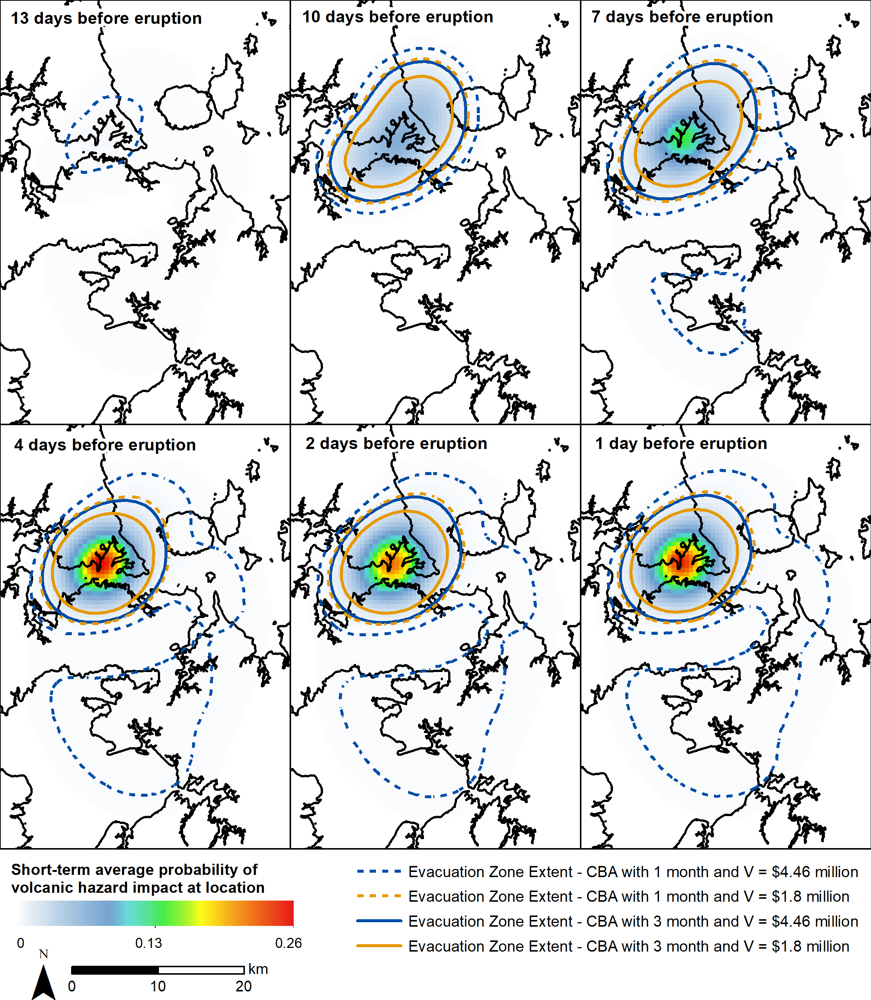 13 days before eruption
10 days before eruption
7 days before eruption
4 days before eruption
2 days before eruption
1 day before eruption
Short-term average probability of
volcanic hazard impact at location
0
0.13
0.26
N
km
0
10
20
Evacuation Zone Extent - CBA with 1 month and V = $4.46 million
Evacuation Zone Extent - CBA with 1 month and V = $1.8 million
Evacuation Zone Extent - CBA with 3 month and V = $4.46 million
Evacuation Zone Extent - CBA with 3 month and V = $1.8 million